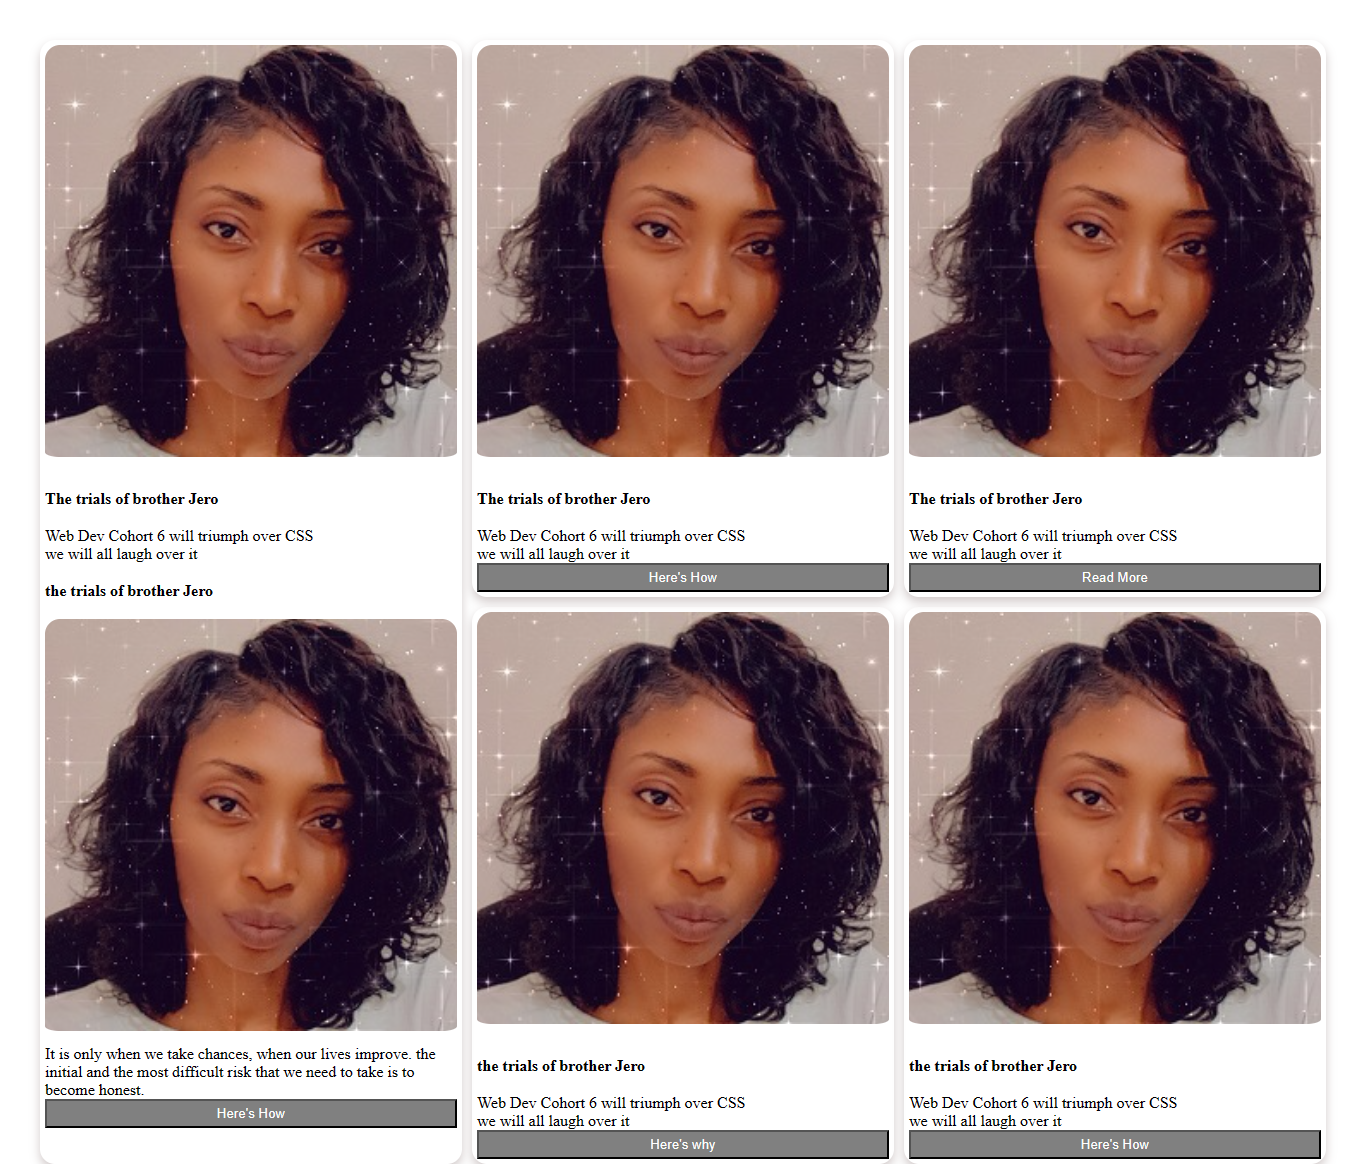 The trials of brother Jero
Web Dev Cohort 6 will triumph over CSS
we will all laugh over it
the trials of brother Jero
It is only when we take chances, when our lives improve. the
initial and the most difficult risk that we need to take is to
become honest.
Here's How
The trials of brother Jero
Web Dev Cohort 6 will triumph over CSS
we will all laugh over it
Here's How
The trials of brother Jero
Web Dev Cohort 6 will triumph over CSS
we will all laugh over it
Read More
the trials of brother Jero
Web Dev Cohort 6 will triumph over CSS
we will all laugh over it
Here's why
the trials of brother Jero
Web Dev Cohort 6 will triumph over CSS
we will all laugh over it
Here's How